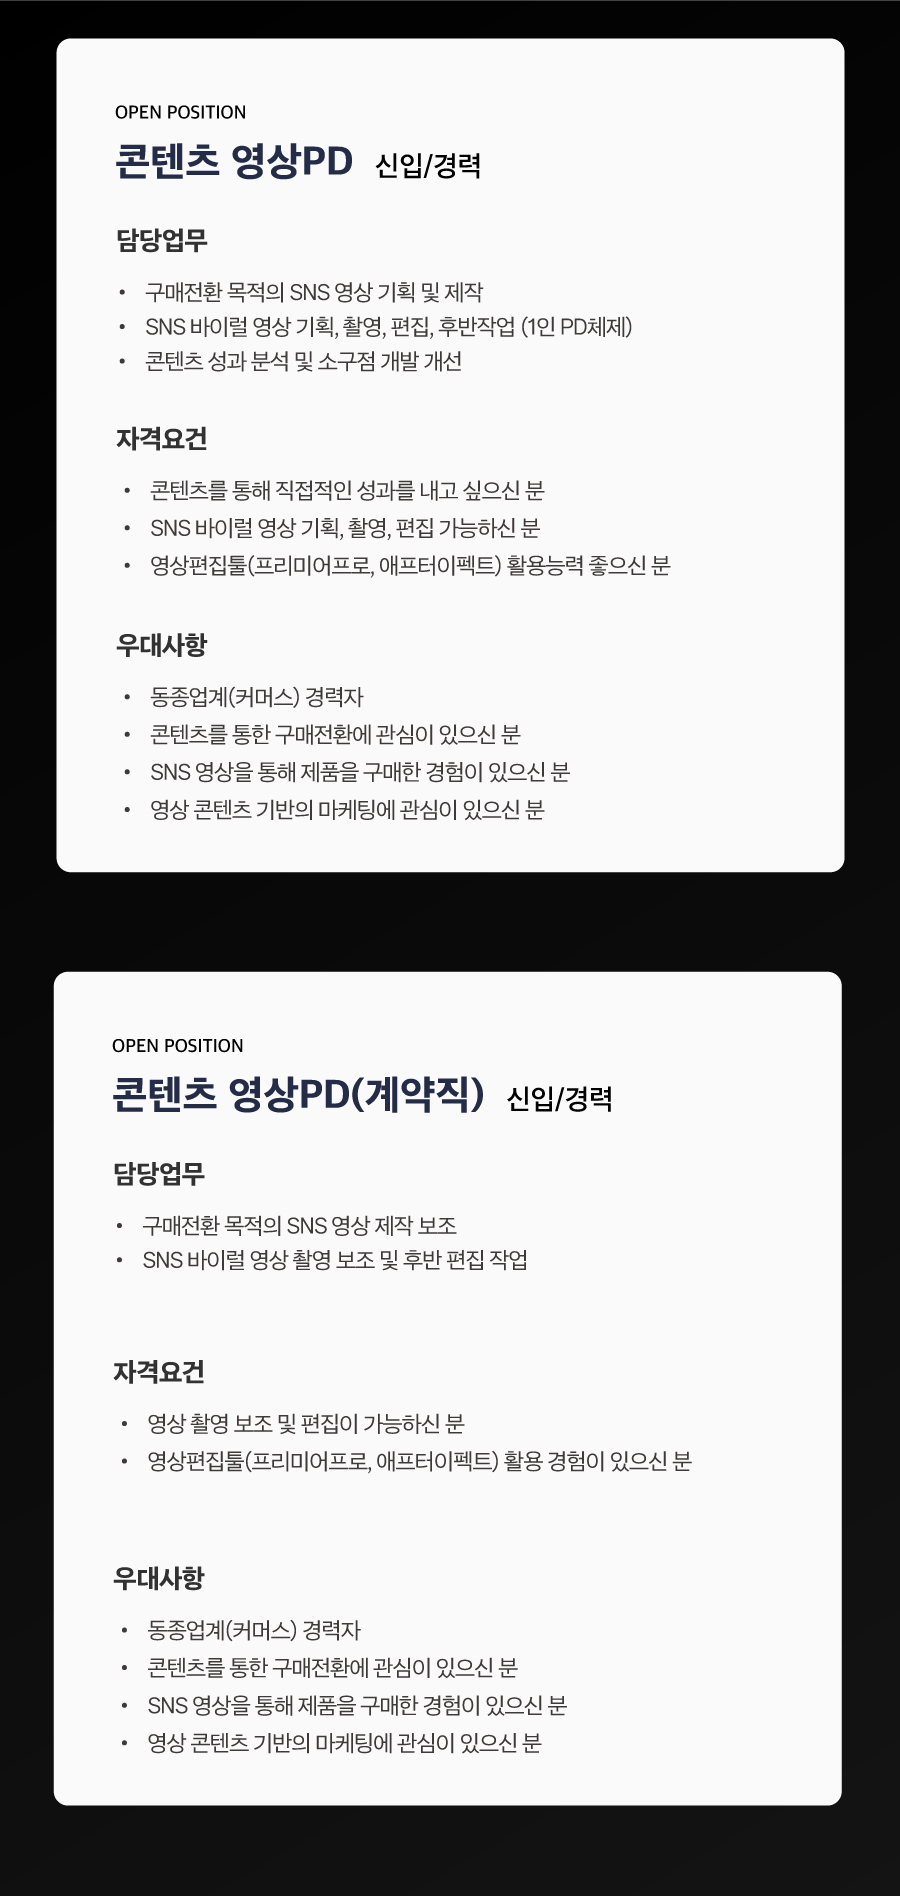 OPEN POSITION
콘텐츠 영상PD 신입/경력
담당업무
• 구매전환 목적의 SNS 영상 기획 및 제작
• SNS 바이럴 영상 기획, 촬영, 편집, 후반작업 (1인 PD체제)
• 콘텐츠 성과 분석 및 소구점 개발 개선
자격요건
• 콘텐츠를 통해 직접적인 성과를 내고 싶으신 분
• SNS 바이럴 영상 기획, 촬영, 편집 가능하신 분
• 영상편집툴(프리미어프로, 애프터이펙트) 활용능력 좋으신 분
우대사항
• 동종업계(커머스) 경력자
• 콘텐츠를 통한 구매전환에 관심이 있으신 분
• SNS 영상을 통해 제품을 구매한 경험이 있으신 분
• 영상 콘텐츠 기반의 마케팅에 관심이 있으신 분
OPEN POSITION
콘텐츠 영상PD(계약직) 신입/경력
담당업무
• 구매전환 목적의 SNS 영상 제작 보조
• SNS 바이럴 영상 촬영 보조 및 후반 편집 작업
자격요건
• 영상 촬영 보조 및 편집이 가능하신 분
• 영상편집툴(프리미어프로, 애프터이펙트) 활용 경험이 있으신 분
우대사항
• 동종업계(커머스) 경력자
• 콘텐츠를 통한 구매전환에 관심이 있으신 분
• SNS 영상을 통해 제품을 구매한 경험이 있으신 분
• 영상 콘텐츠 기반의 마케팅에 관심이 있으신 분